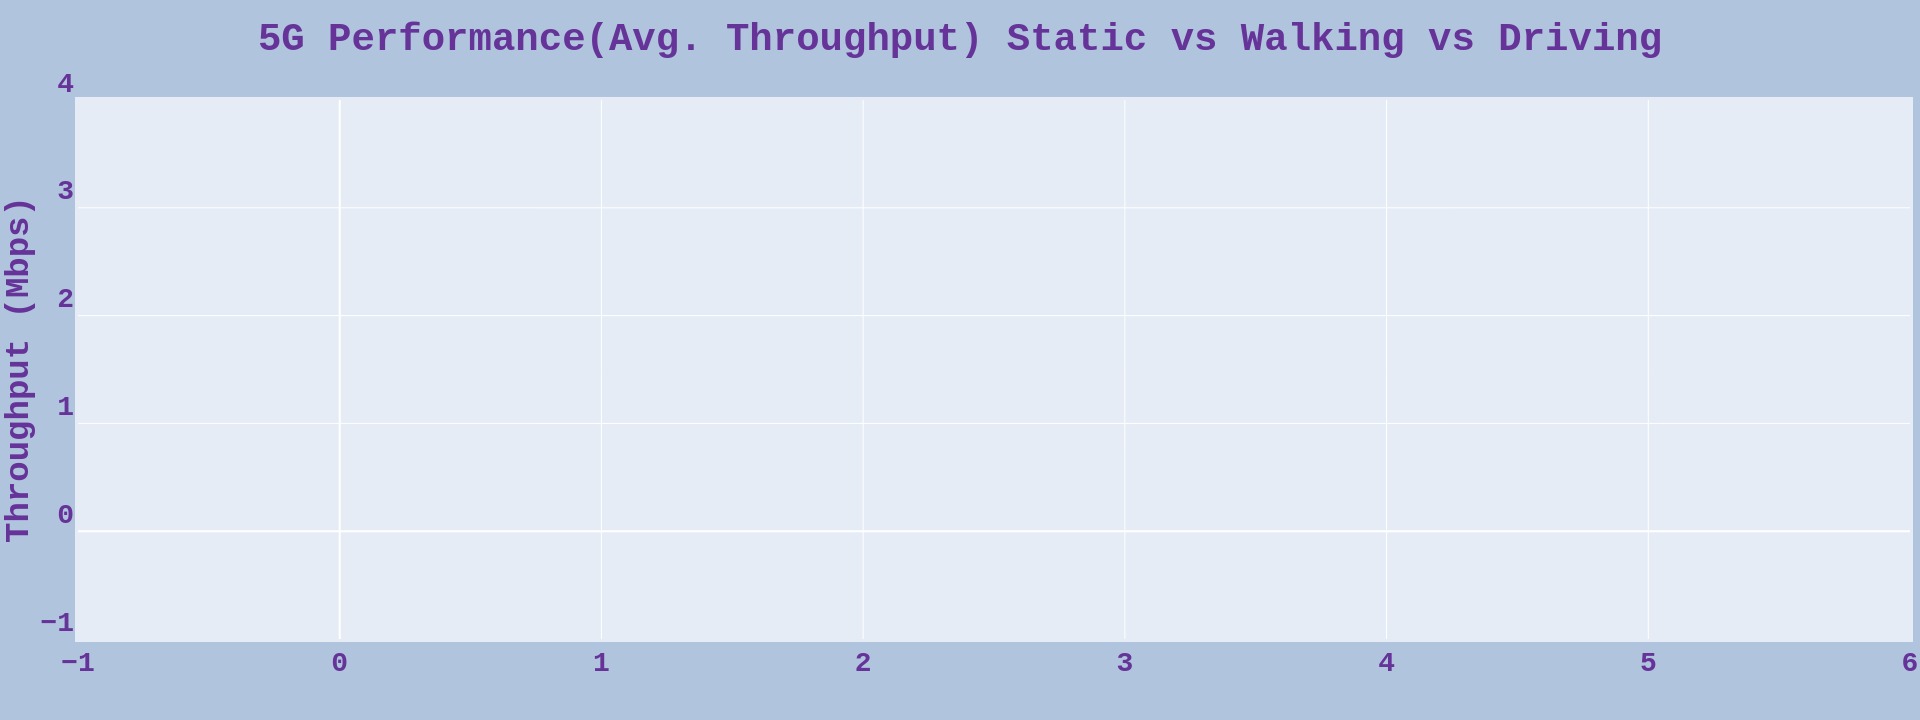 5G Performance(Avg. Throughput) Static vs Walking vs Driving
Throughput (Mbps)
4
3
2
1
0
−1
−1 0 1 2 3 4 5 6